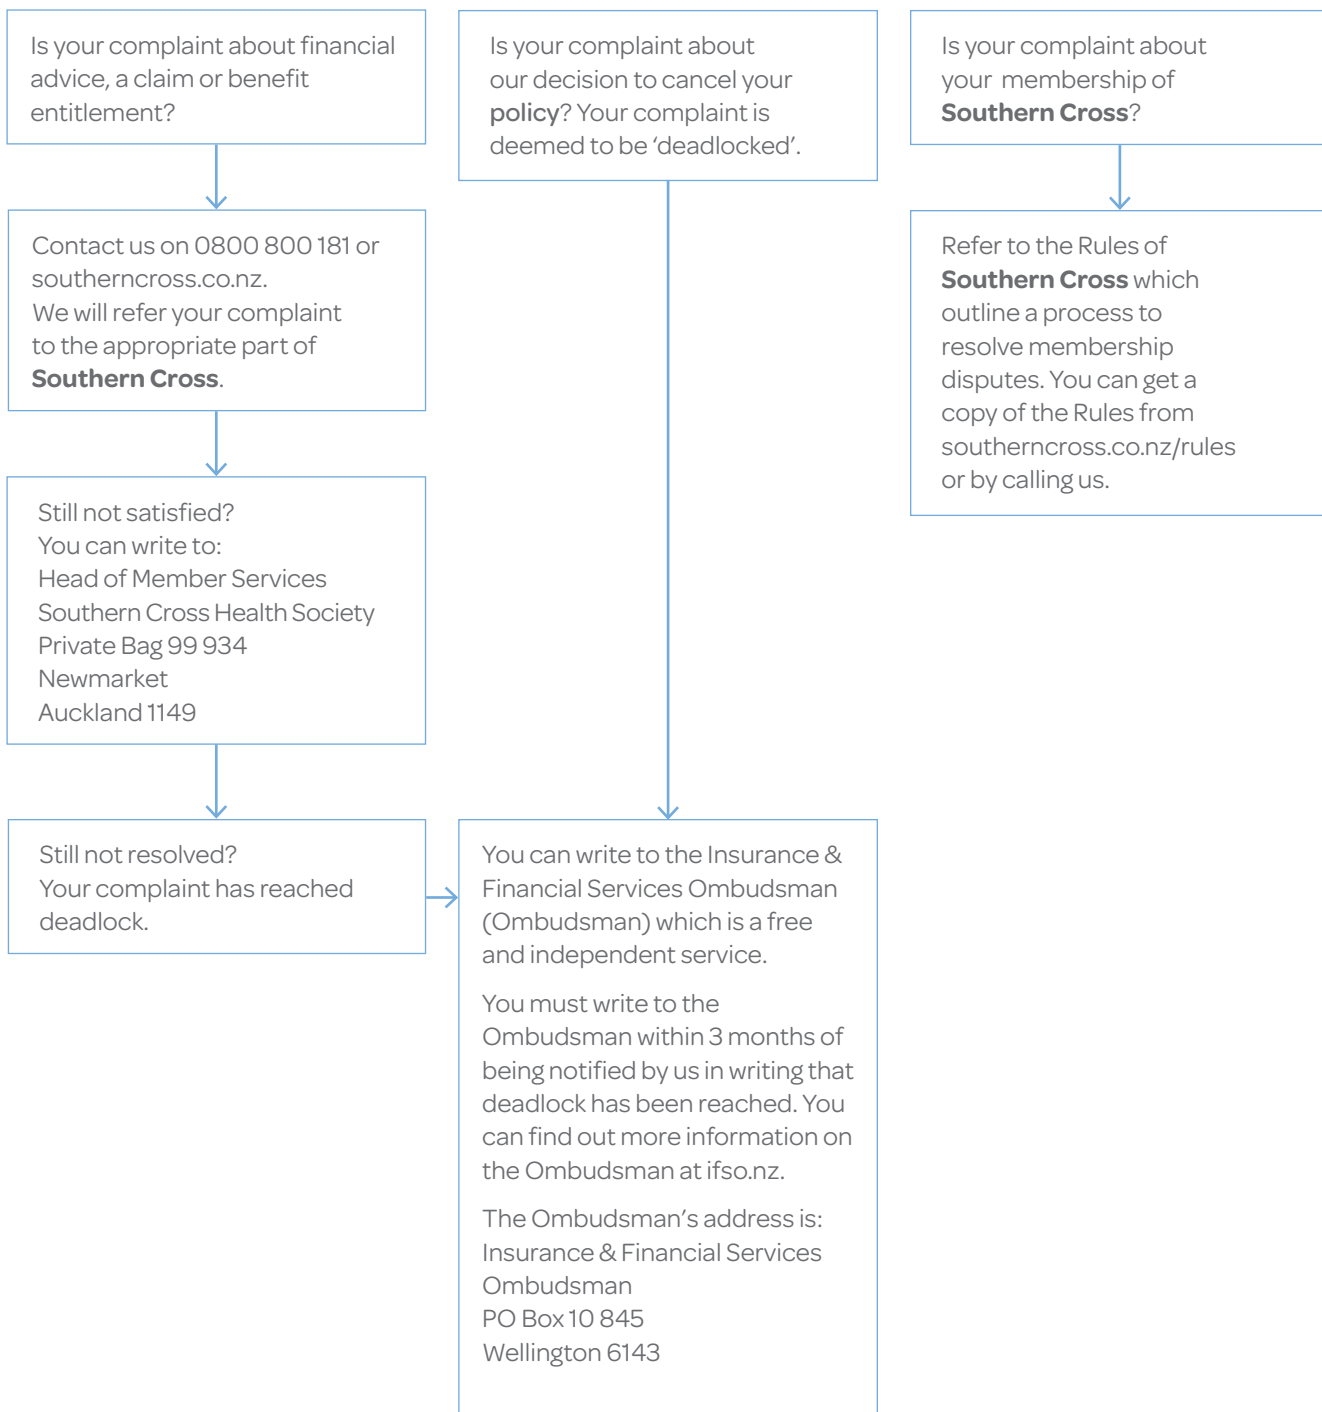 Is your complaint about financial
advice, a claim or benefit
entitlement?
Contact us on 0800 800 181 or
southerncross.co.nz.
We will refer your complaint
to the appropriate part of
Southern Cross.
Still not satisfied?
You can write to:
Head of Member Services
Southern Cross Health Society
Private Bag 99 934
Newmarket
Auckland 1149
Still not resolved?
Your complaint has reached
deadlock.
Is your complaint about
our decision to cancel your
policy? Your complaint is
deemed to be ‘deadlocked’.
You can write to the Insurance &
Financial Services Ombudsman
(Ombudsman) which is a free
and independent service.
You must write to the
Ombudsman within 3 months of
being notified by us in writing that
deadlock has been reached. You
can find out more information on
the Ombudsman at ifso.nz.
The Ombudsman’s address is:
Insurance & Financial Services
Ombudsman
PO Box 10 845
Wellington 6143
Is your complaint about
your membership of
Southern Cross?
Refer to the Rules of
Southern Cross which
outline a process to
resolve membership
disputes. You can get a
copy of the Rules from
southerncross.co.nz/rules
or by calling us.